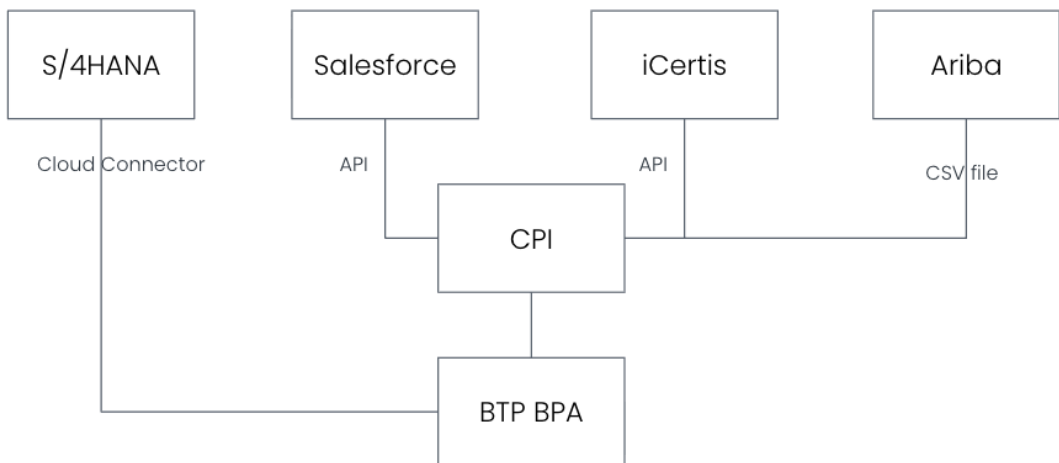 S/4HANA
Salesforce
iCertis
Ariba
Cloud Connector
API
API
CSV file
CPI
BTP BPA